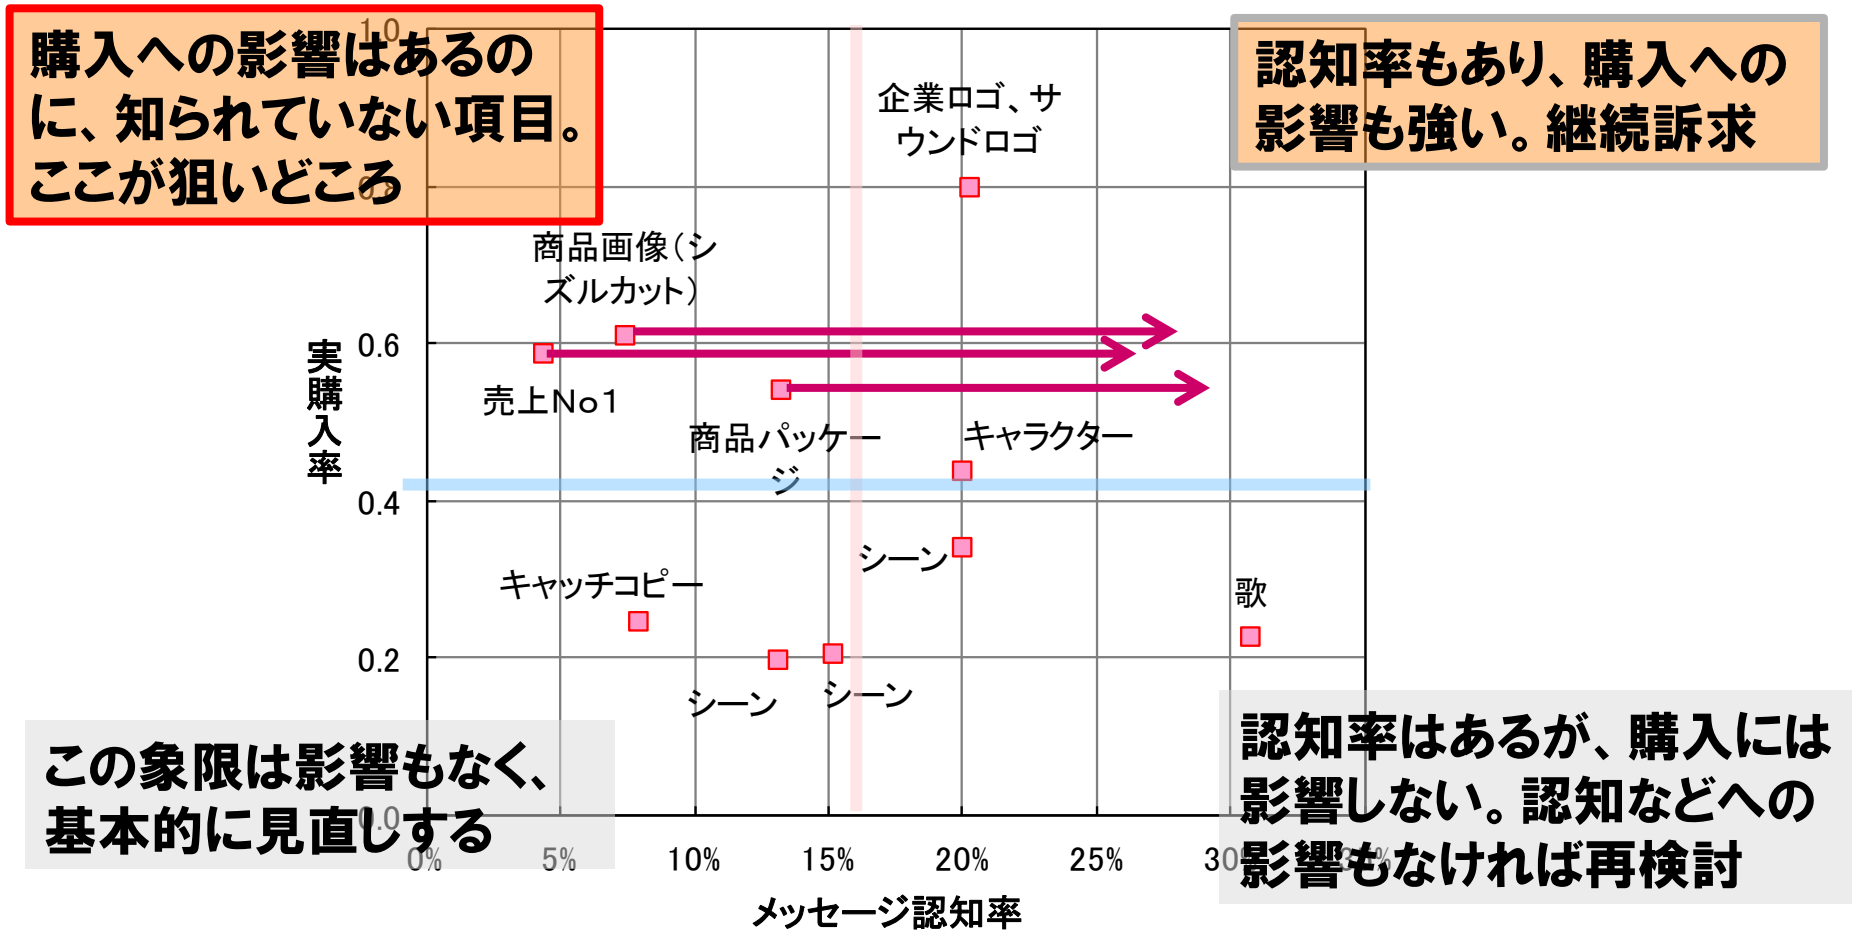 購入への影響はあるの
に、知られていない項目。
ここが狙いどころ
認知率もあり、購入への
影響も強い。継続訴求
1.0
企業ロゴ、サ
ウンドロゴ
0.8
商品画像(シ
ズルカット)
0.6
売上No1
実購入率
商品パッケー
ジ
キャラクター
0.4
シーン
キャッチコピー
歌
0.2
シーン
シーン
この象限は影響もなく、
基本的に見直しする
認知率はあるが、購入には
影響しない。認知などへの
影響もなければ再検討
0.0
0% 5% 10% 15% 20% 25% 30% 35%
メッセージ認知率